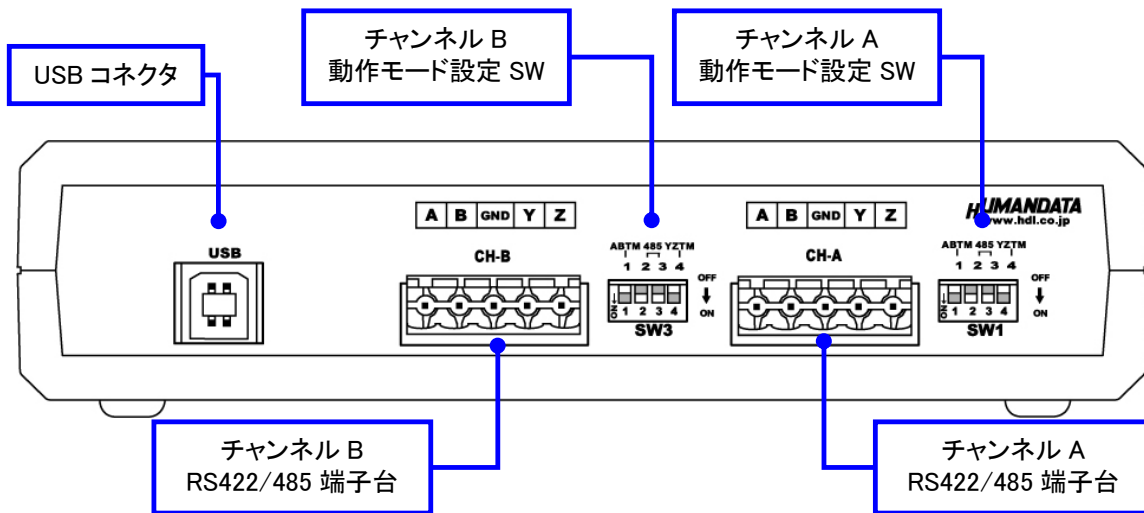 チャンネル B
動作モード設定 SW
チャンネル A
動作モード設定 SW
USB コネクタ
HUMANDATA
www.hdl.co.jp
A B GND Y Z
A B GND Y Z
USB
CH-B
ABTM 485 YZTM
1 2 3 4
OFF
ON
ON
1 2 3 4
SW3
CH-A
ABTM 485 YZTM
1 2 3 4
OFF
ON
ON
1 2 3 4
SW1
チャンネル B
RS422/485 端子台
チャンネル A
RS422/485 端子台